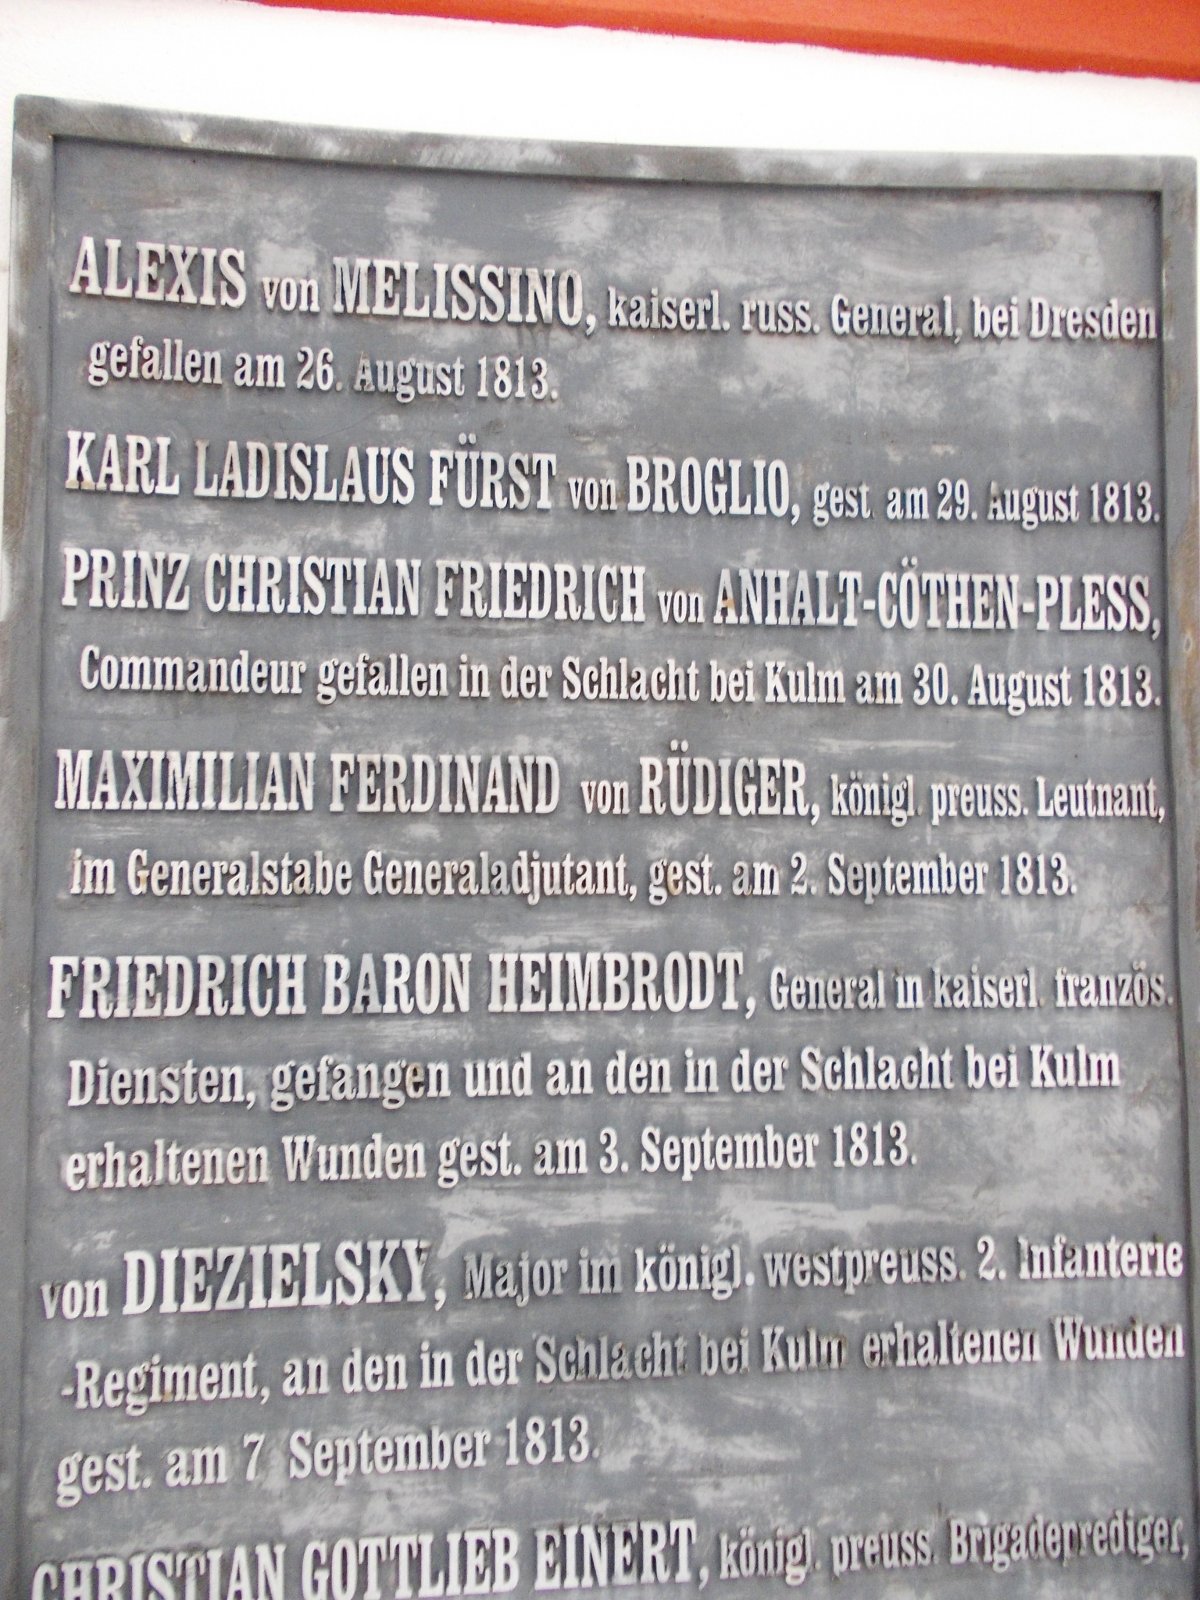 ALEXIS von MELISSINO, kaiserl. russ. General, bei Dresden
gefallen am 26. August 1813.
KARL LADISLAUS FÜRST von BROGLIO, gest. am 29. August 1813.
PRINZ CHRISTIAN FRIEDRICH von ANHALT-CÖTHEN-PLESS,
Commandeur gefallen in der Schlacht bei Kulm am 30. August 1813.
MAXIMILIAN FERDINAND von RÜDIGER, königl. preuss. Leutnant,
im Generalstabe Generaladjutant, gest. am 2. September 1813.
FRIEDRICH BARON HEIMBRODT, General in kaiserl. französ.
Diensten, gefangen und an den in der Schlacht bei Kulm
erhaltenen Wunden gest. am 3. September 1813.
von DIEZIELSKY, Major im königl. westpreuss. 2. Infanterie
-Regiment, an den in der Schlacht bei Kulm erhaltenen Wunden
gest. am 7 September 1813.
CHRISTIAN GOTTLIEB EINERT, königl. preuss. Brigadeprediger,